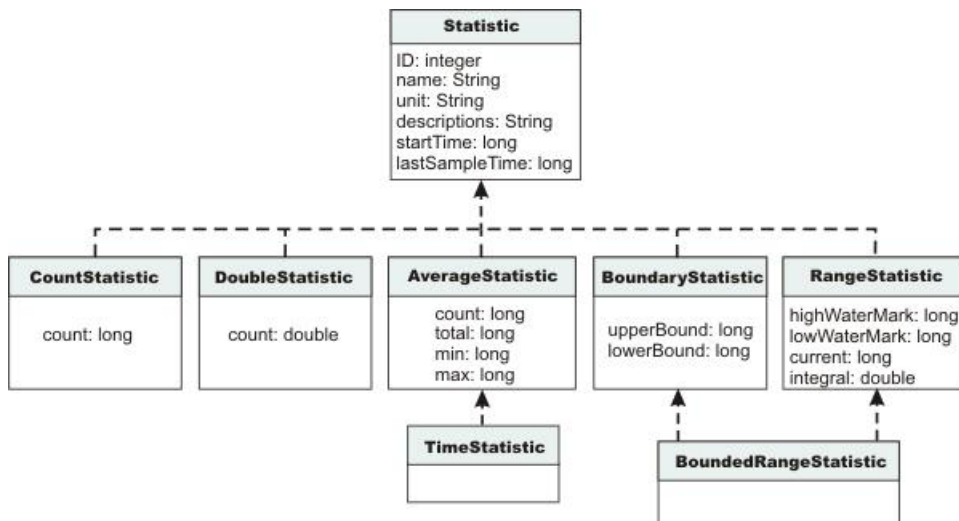 Statistic
ID: integer
name: String
unit: String
descriptions: String
startTime: long
lastSampleTime: long
CountStatistic
count: long
DoubleStatistic
count: double
AverageStatistic
count: long
total: long
min: long
max: long
BoundaryStatistic
upperBound: long
lowerBound: long
RangeStatistic
highWaterMark: long
lowWaterMark: long
current: long
integral: double
TimeStatistic
BoundedRangeStatistic